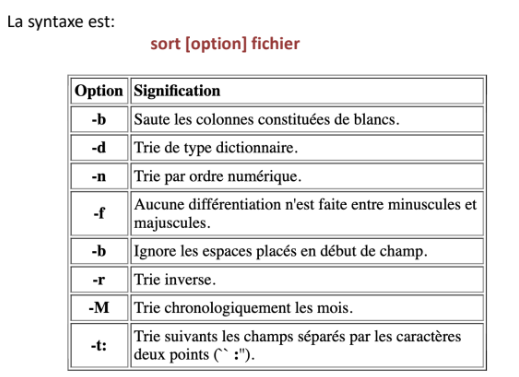 La syntaxe est:
sort [option] fichier
Option Signification
-b Saute les colonnes constituées de blancs.
-d Trie de type dictionnaire.
-n Trie par ordre numérique.
-f Aucune différentiation n'est faite entre minuscules et
majuscules.
-b Ignore les espaces placés en début de champ.
-r Trie inverse.
-M Trie chronologiquement les mois.
-t: Trie suivants les champs séparés par les caractères
deux points (`` :").